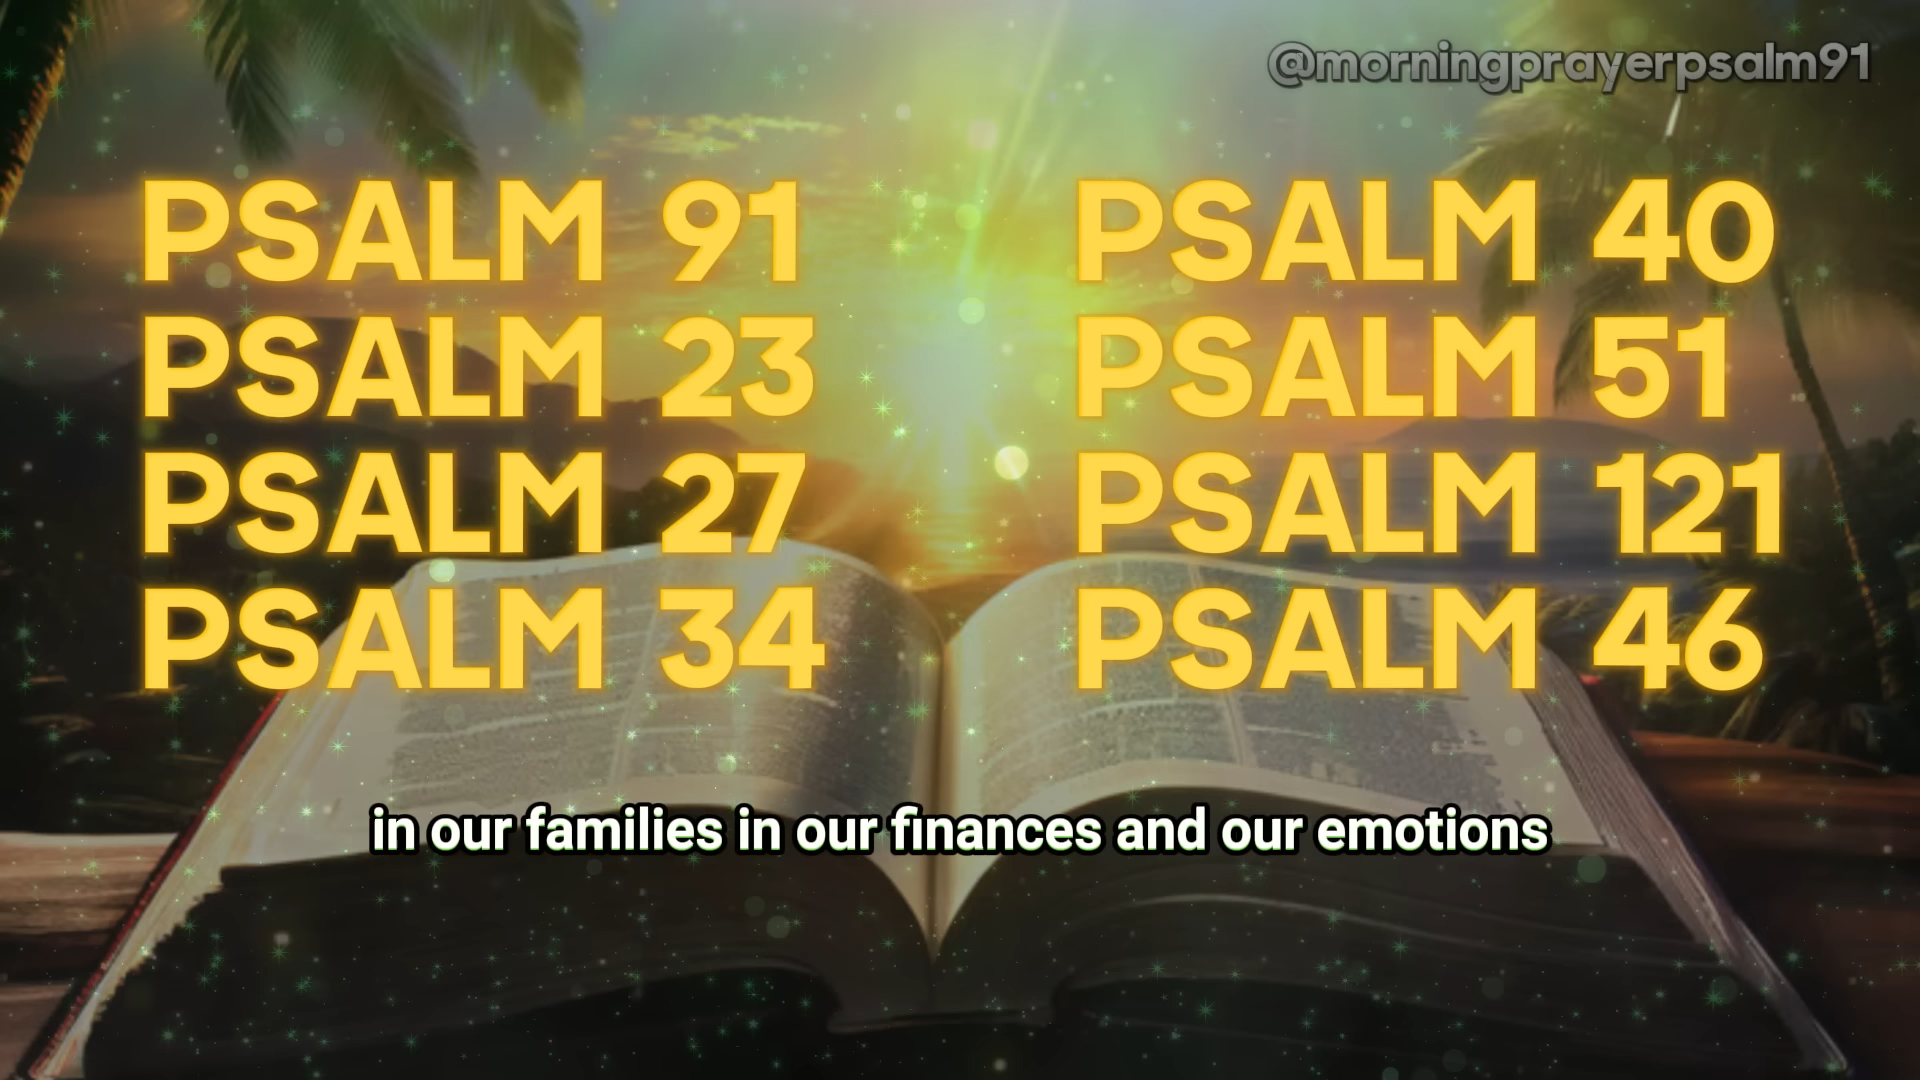 @morningprayerpsalm91
PSALM 91
PSALM 23
PSALM 27
PSALM 34
PSALM 40
PSALM 51
PSALM 121
PSALM 46
in our families in our finances and our emotions